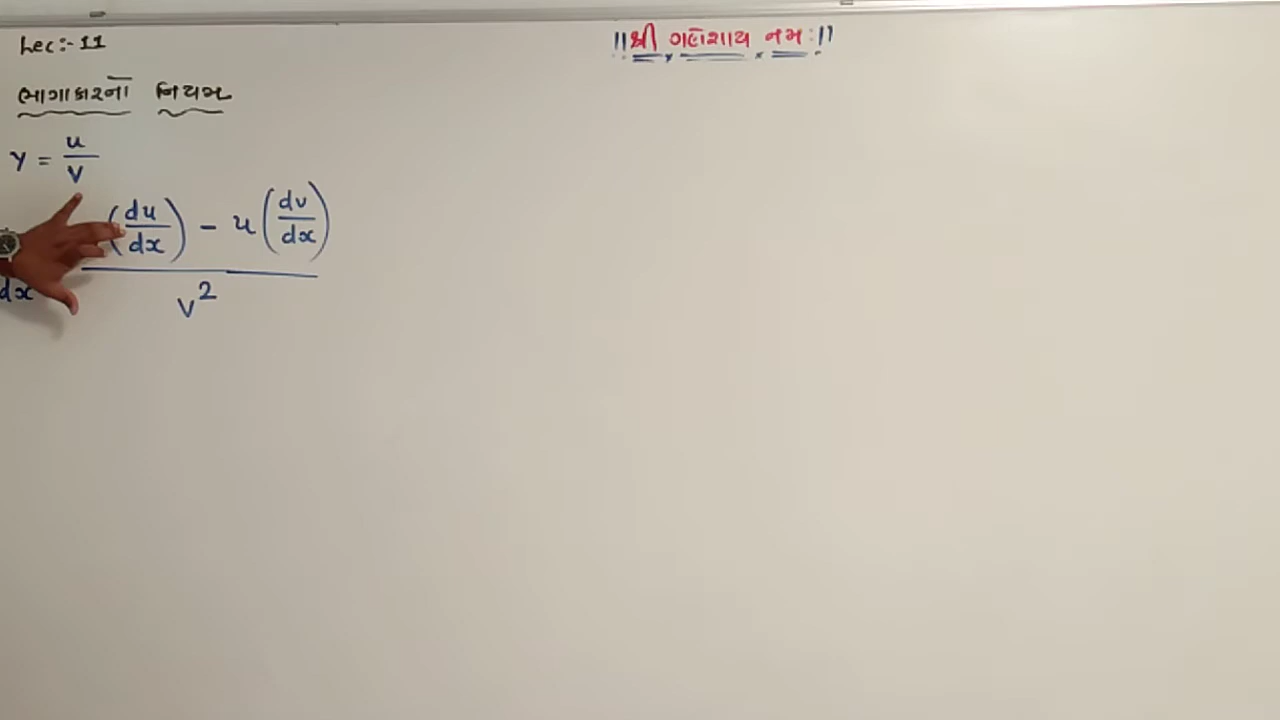 Lec:- 11
॥ શ્રી ગણેશાય નમઃ ॥
ભાગાકારનો નિયમ
y = u/v
dx (du/dx) - u (dv/dx) / v²